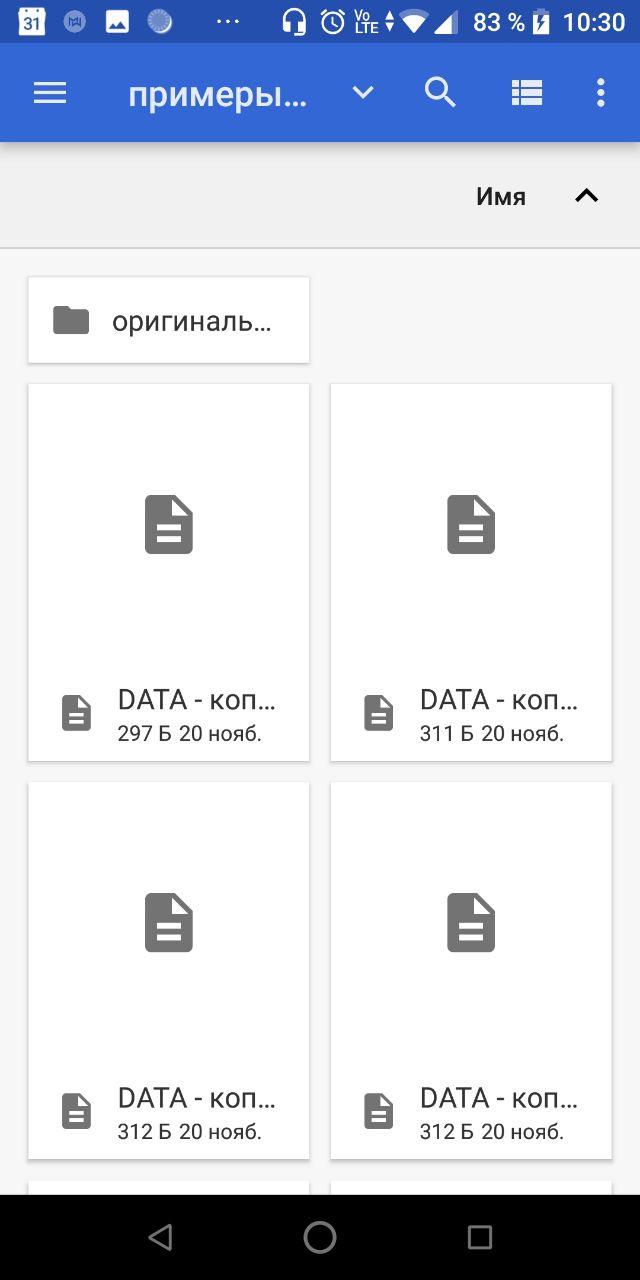 31 ... Vo LTE 83 % 10:30
примеры...
Имя
оригиналь...
DATA - коп...
297 Б 20 нояб.
DATA - коп...
311 Б 20 нояб.
DATA - коп...
312 Б 20 нояб.
DATA - коп...
312 Б 20 нояб.